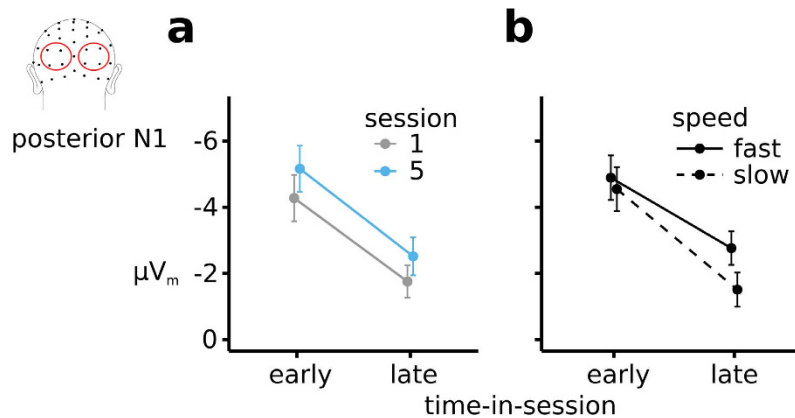 a
b
posterior N1
session
1
5
speed
fast
slow
-6
-4
-2
0
μVm
early
late
early
late
time-in-session